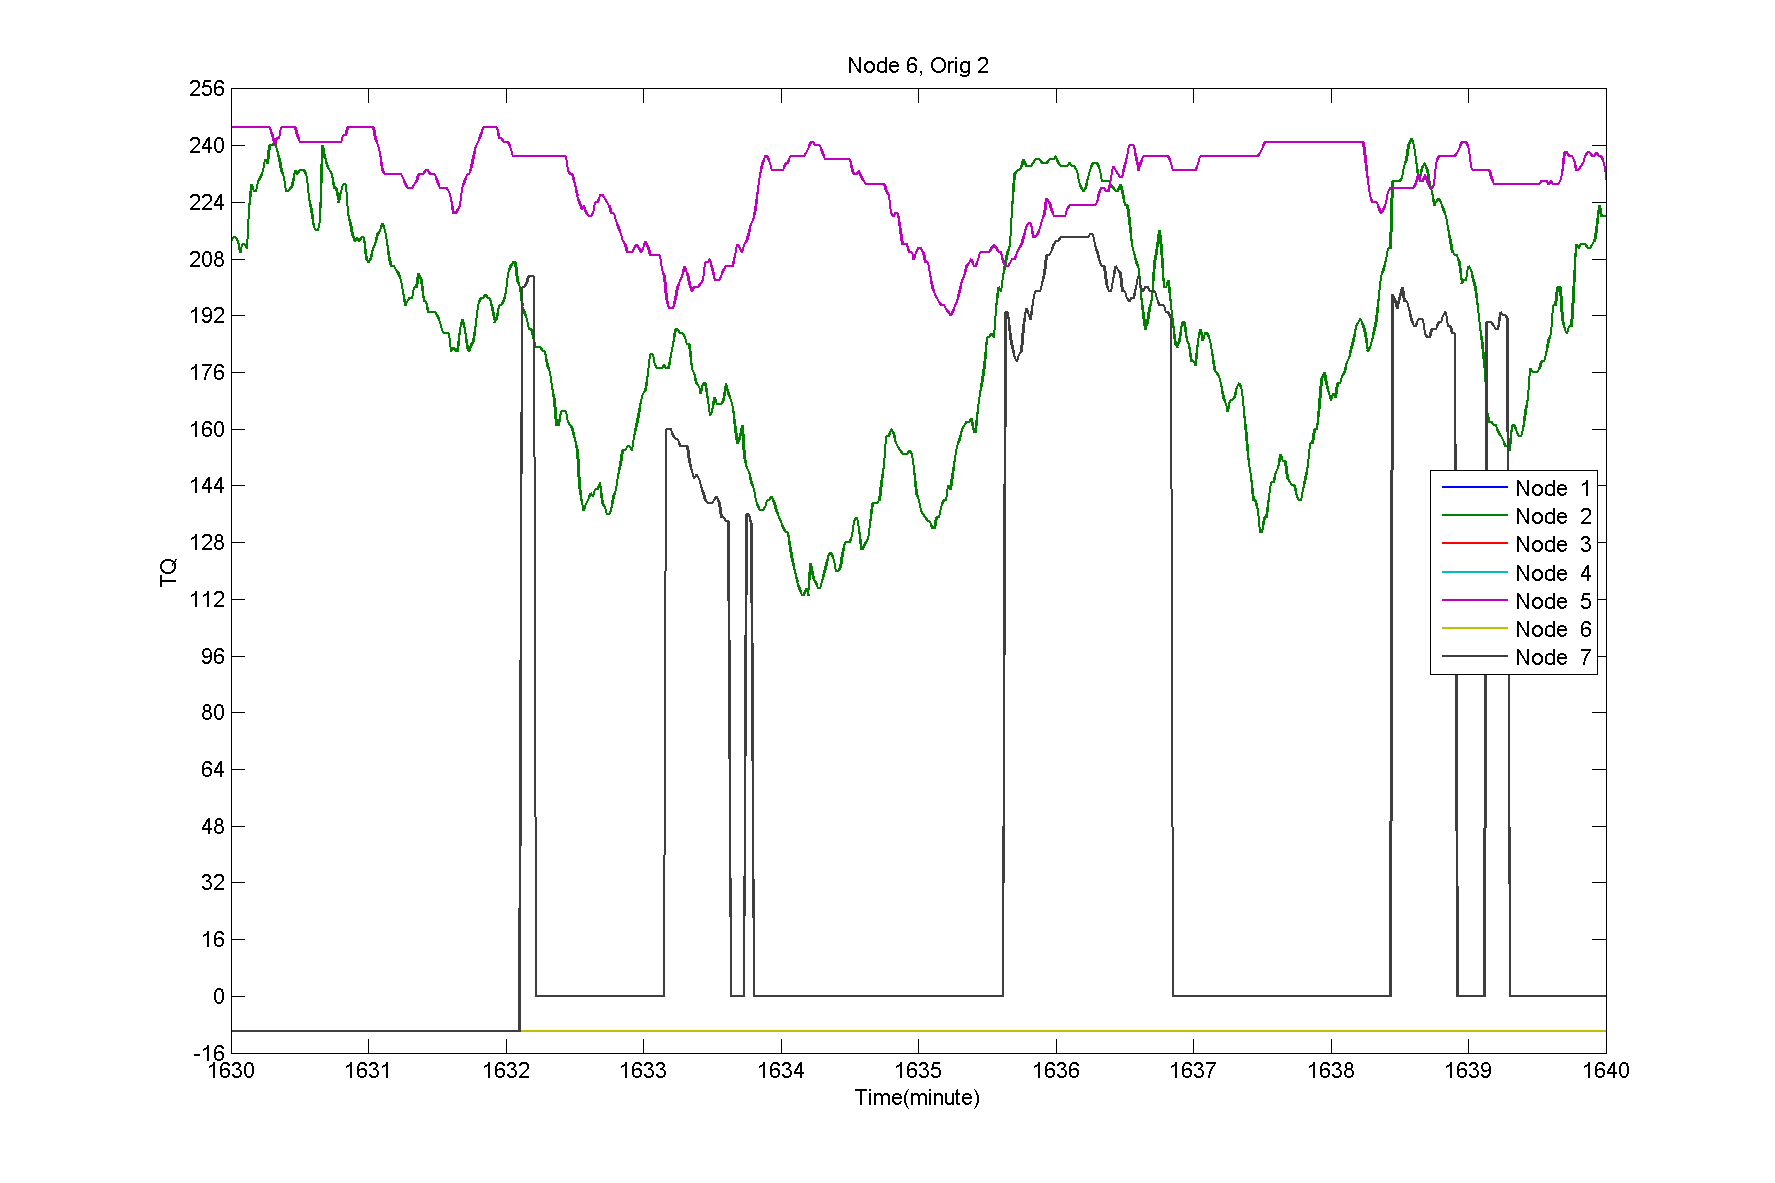 Node 6, Orig 2
256
240
224
208
192
176
160
144
128
112
96
80
64
48
32
16
0
-16
TQ
Node 1
Node 2
Node 3
Node 4
Node 5
Node 6
Node 7
1630 1631 1632 1633 1634 1635 1636 1637 1638 1639 1640
Time(minute)